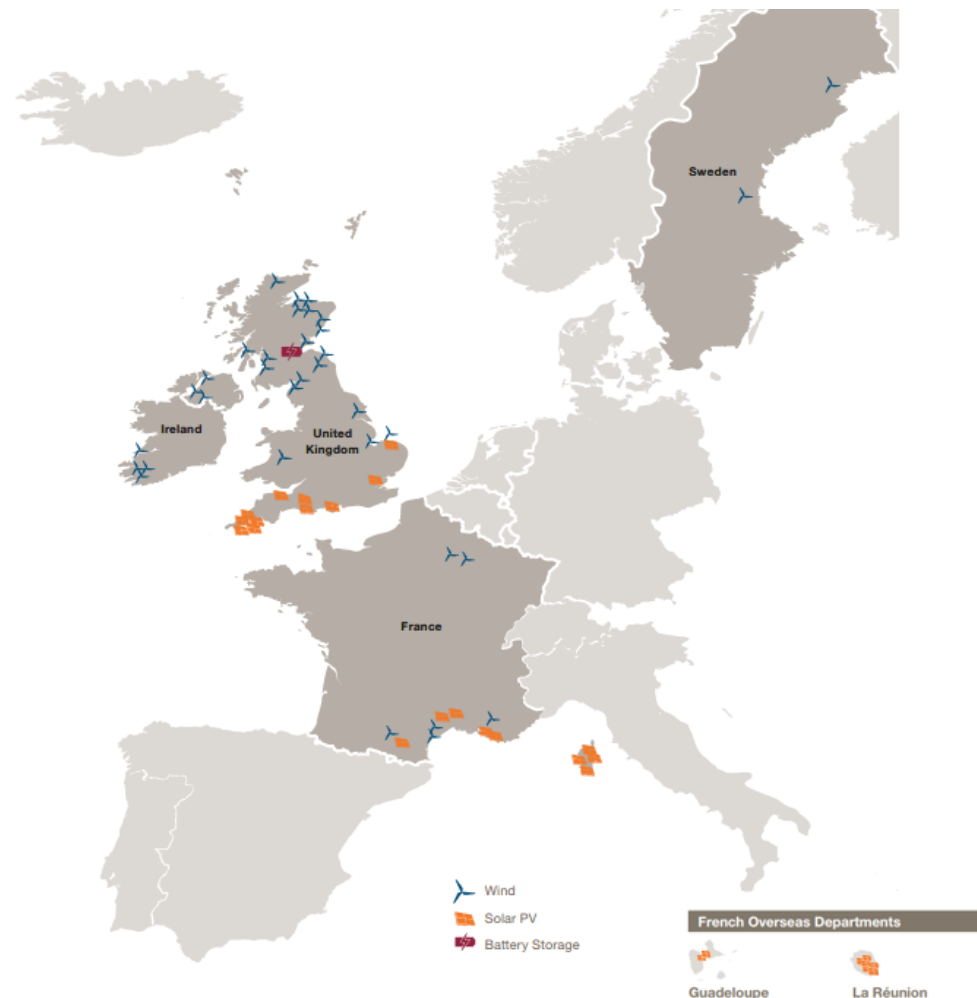 Sweden
Ireland
United
Kingdom
France
Wind
Solar PV
Battery Storage
French Overseas Departments
Guadeloupe
La Réunion